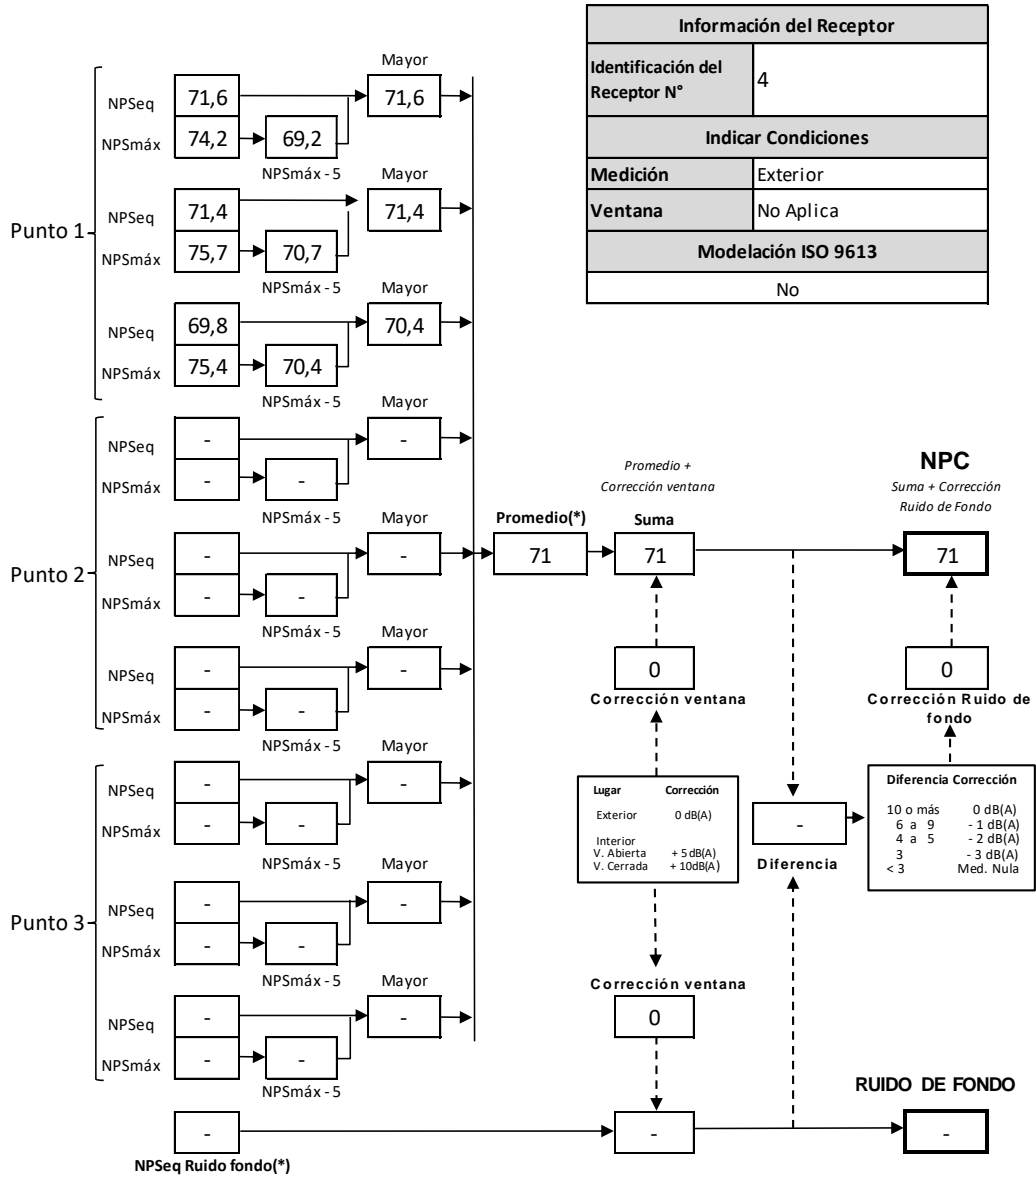 Información del Receptor
Identificación del Receptor N° 4
Indicar Condiciones
Medición Exterior
Ventana No Aplica
Modelación ISO 9613
No
Punto 1
Mayor
NPSeq 71,6 71,6
NPSmáx 74,2 69,2
NPSmáx - 5
Mayor
NPSeq 71,4 71,4
NPSmáx 75,7 70,7
NPSmáx - 5
Mayor
NPSeq 69,8 70,4
NPSmáx 75,4 70,4
NPSmáx - 5
Punto 2
Mayor
NPSeq - -
NPSmáx - -
NPSmáx - 5
Mayor
NPSeq - -
NPSmáx - -
NPSmáx - 5
Mayor
NPSeq - -
NPSmáx - -
NPSmáx - 5
Punto 3
Mayor
NPSeq - -
NPSmáx - -
NPSmáx - 5
Mayor
NPSeq - -
NPSmáx - -
NPSmáx - 5
Mayor
NPSeq - -
NPSmáx - -
NPSmáx - 5
Promedio(*)
71
Promedio +
Corrección ventana
Suma
71
NPC
Suma + Corrección
Ruido de Fondo
71
0
Corrección ventana
0
Corrección Ruido de
fondo
Lugar Corrección
Exterior 0 dB(A)
Interior
V. Abierta + 5 dB(A)
V. Cerrada + 10dB(A)
-
Diferencia
Diferencia Corrección
10 o más 0 dB(A)
6 a 9 - 1 dB(A)
4 a 5 - 2 dB(A)
3 - 3 dB(A)
< 3 Med. Nula
Corrección ventana
0
RUIDO DE FONDO
- - -
NPSeq Ruido fondo(*)